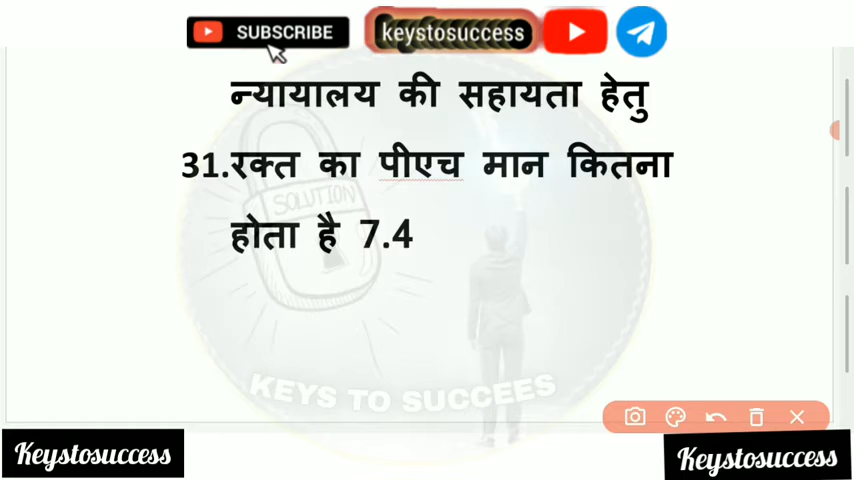 SUBSCRIBE keystosuccess
न्यायालय की सहायता हेतु
31.रक्त का पीएच मान कितना
SOLUTION
होता है 7.4
KEYS TO SUCCEES
Keystosuccess Keystosuccess